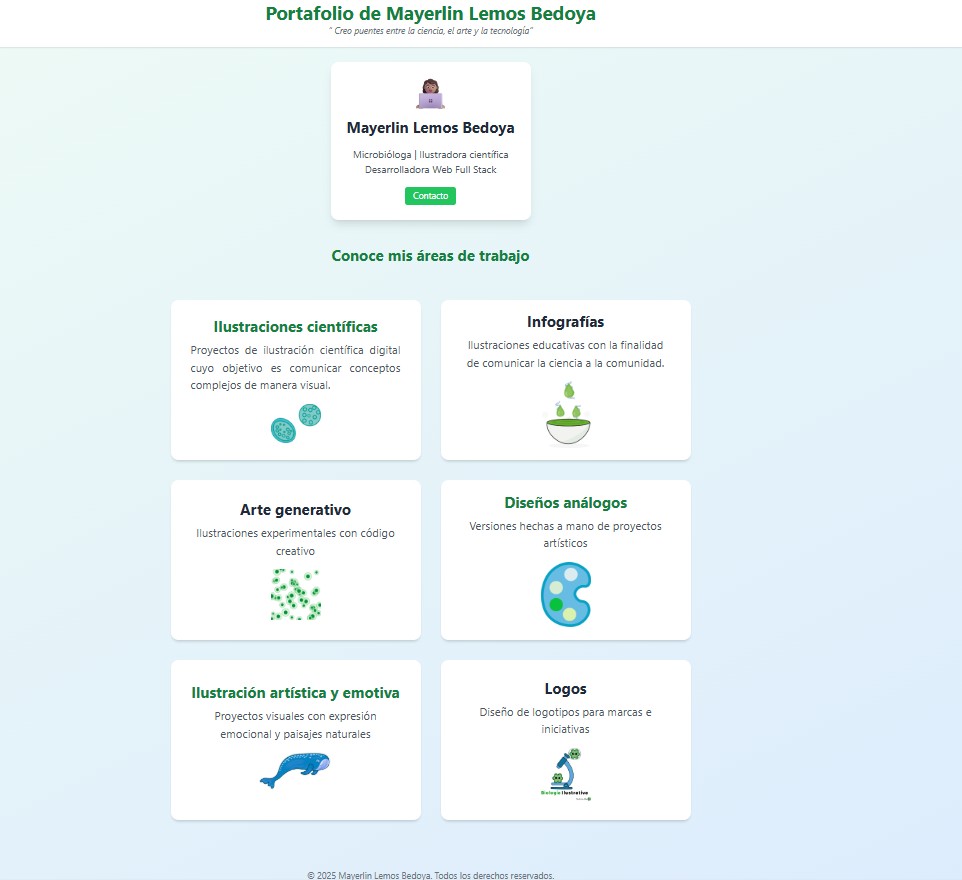 Portafolio de Mayerlin Lemos Bedoya
" Creo puentes entre la ciencia, el arte y la tecnología"
Mayerlin Lemos Bedoya
Microbióloga | Ilustradora científica
Desarrolladora Web Full Stack
Contacto
Conoce mis áreas de trabajo
Ilustraciones científicas
Proyectos de ilustración científica digital
cuyo objetivo es comunicar conceptos
complejos de manera visual.
Infografías
Ilustraciones educativas con la finalidad
de comunicar la ciencia a la comunidad.
Arte generativo
Ilustraciones experimentales con código
creativo
Diseños análogos
Versiones hechas a mano de proyectos
artísticos
Ilustración artística y emotiva
Proyectos visuales con expresión
emocional y paisajes naturales
Logos
Diseño de logotipos para marcas e
iniciativas
Biología Ilustrativa
© 2025 Mayerlin Lemos Bedoya. Todos los derechos reservados.